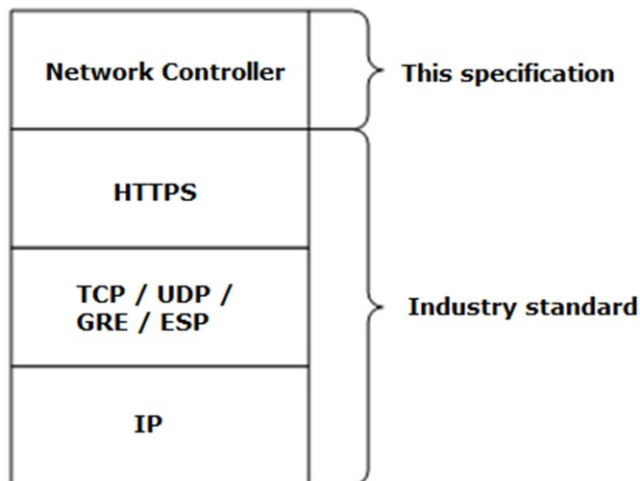 Network Controller
This specification
HTTPS
TCP / UDP /
GRE / ESP
Industry standard
IP